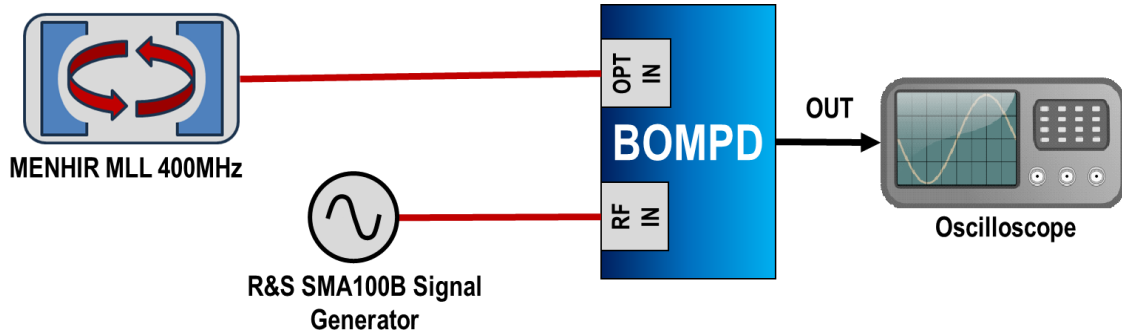 MENHIR MLL 400MHz
OPT
IN
BOMPD
RF
IN
OUT
Oscilloscope
R&S SMA100B Signal
Generator